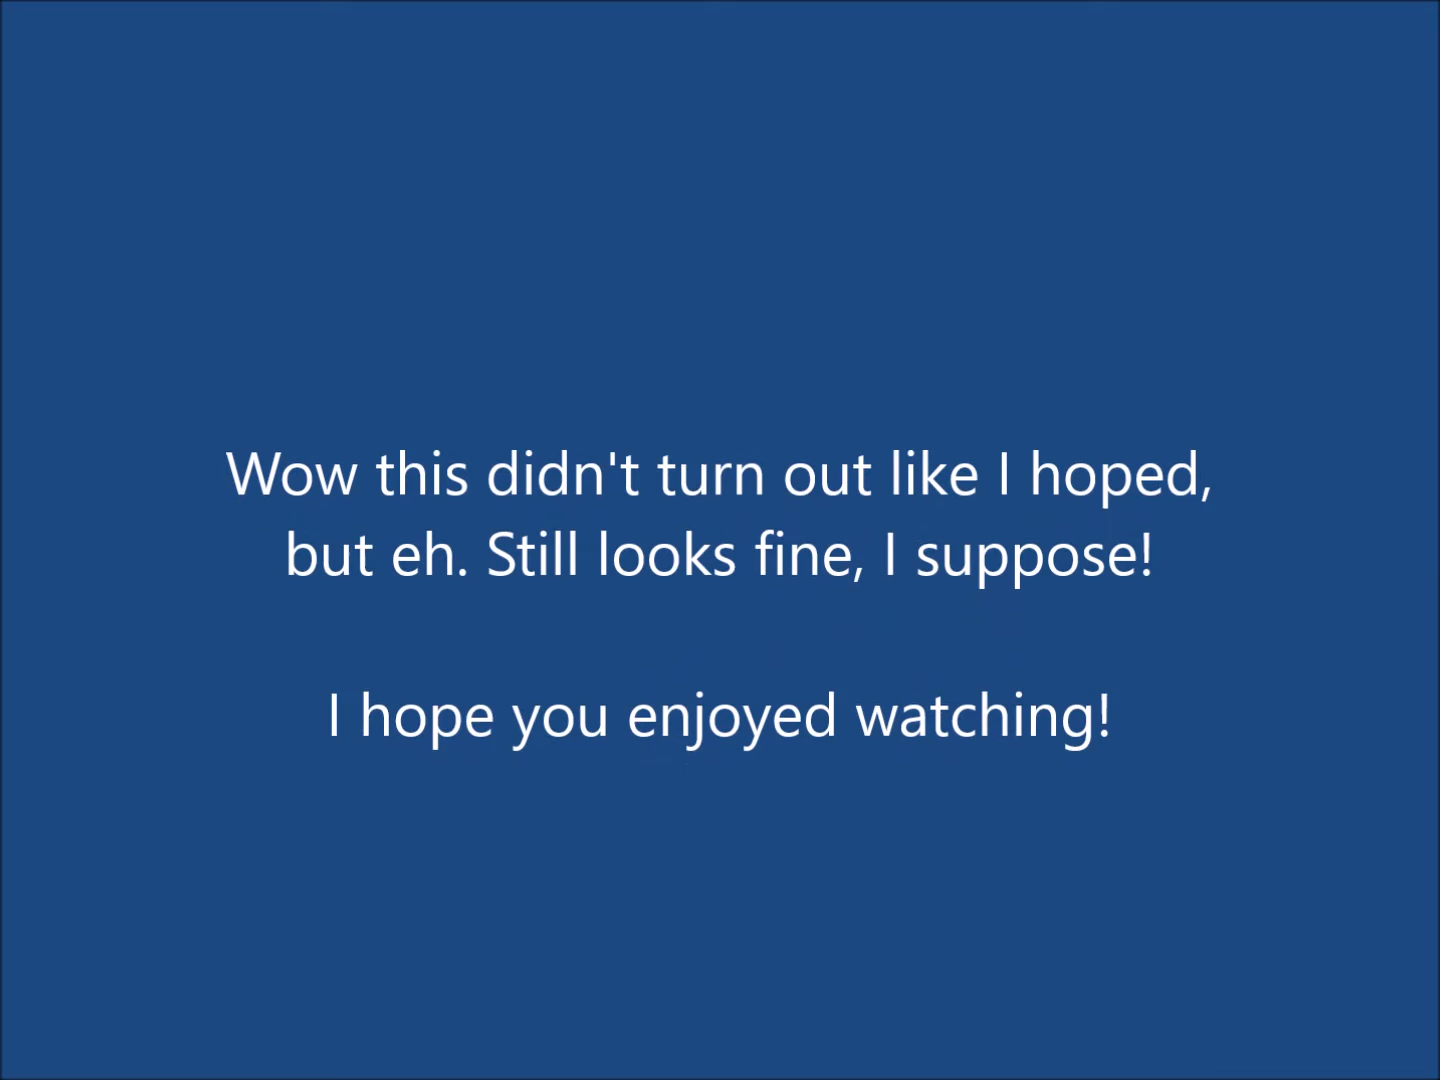 Wow this didn't turn out like I hoped,
but eh. Still looks fine, I suppose!
I hope you enjoyed watching!